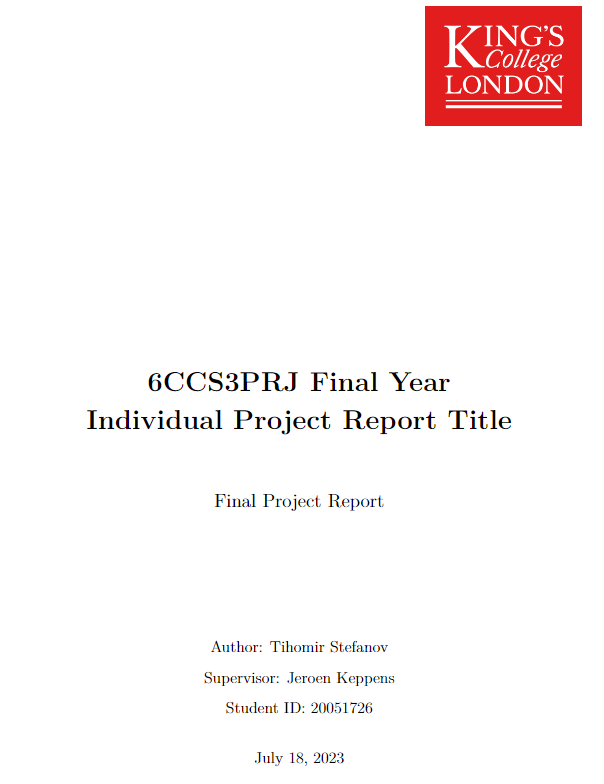 KING'S
College
LONDON
6CCS3PRJ Final Year
Individual Project Report Title
Final Project Report
Author: Tihomir Stefanov
Supervisor: Jeroen Keppens
Student ID: 20051726
July 18, 2023